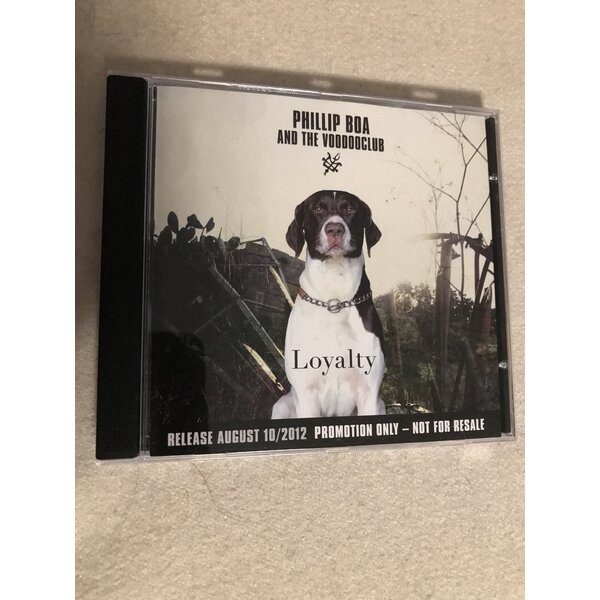 PHILLIP BOA
AND THE VOODOOCLUB
Loyalty
RELEASE AUGUST 10/2012 PROMOTION ONLY – NOT FOR RESALE